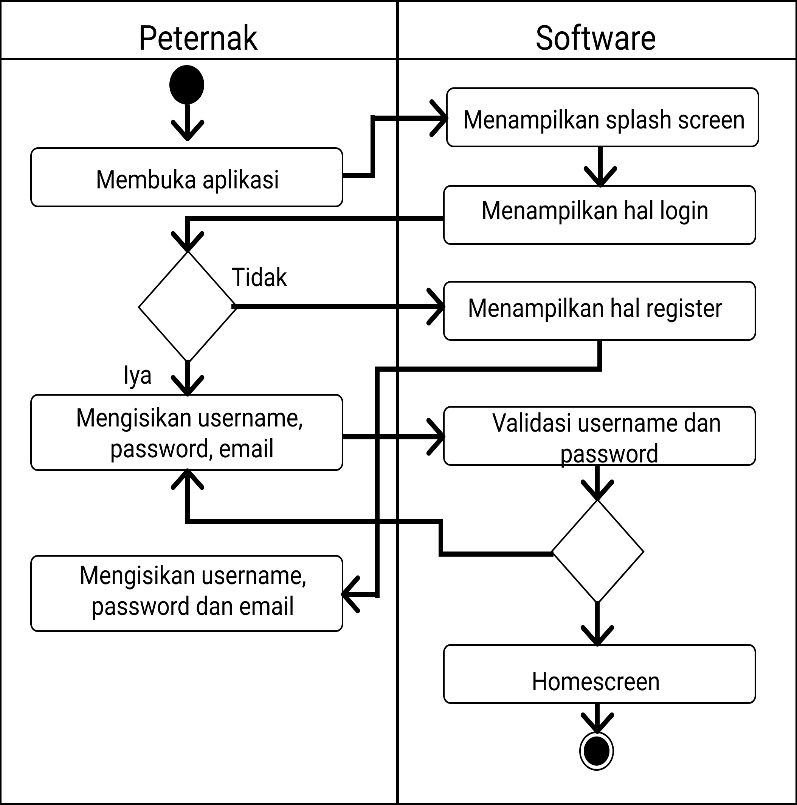 Peternak
Software
Menampilkan splash screen
Membuka aplikasi
Menampilkan hal login
Tidak
Menampilkan hal register
Iya
Mengisikan username,
password, email
Validasi username dan
password
Mengisikan username,
password dan email
Homescreen